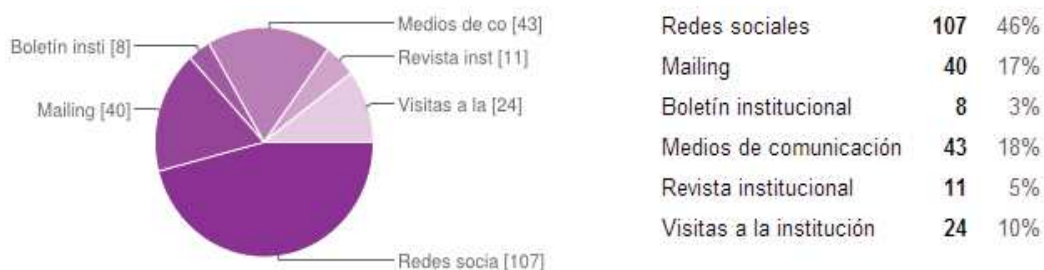 Medios de co [43]
Boletín insti [8]
Revista inst [11]
Mailing [40]
Visitas a la [24]
Redes socia [107]
Redes sociales 107 46%
Mailing 40 17%
Boletín institucional 8 3%
Medios de comunicación 43 18%
Revista institucional 11 5%
Visitas a la institución 24 10%